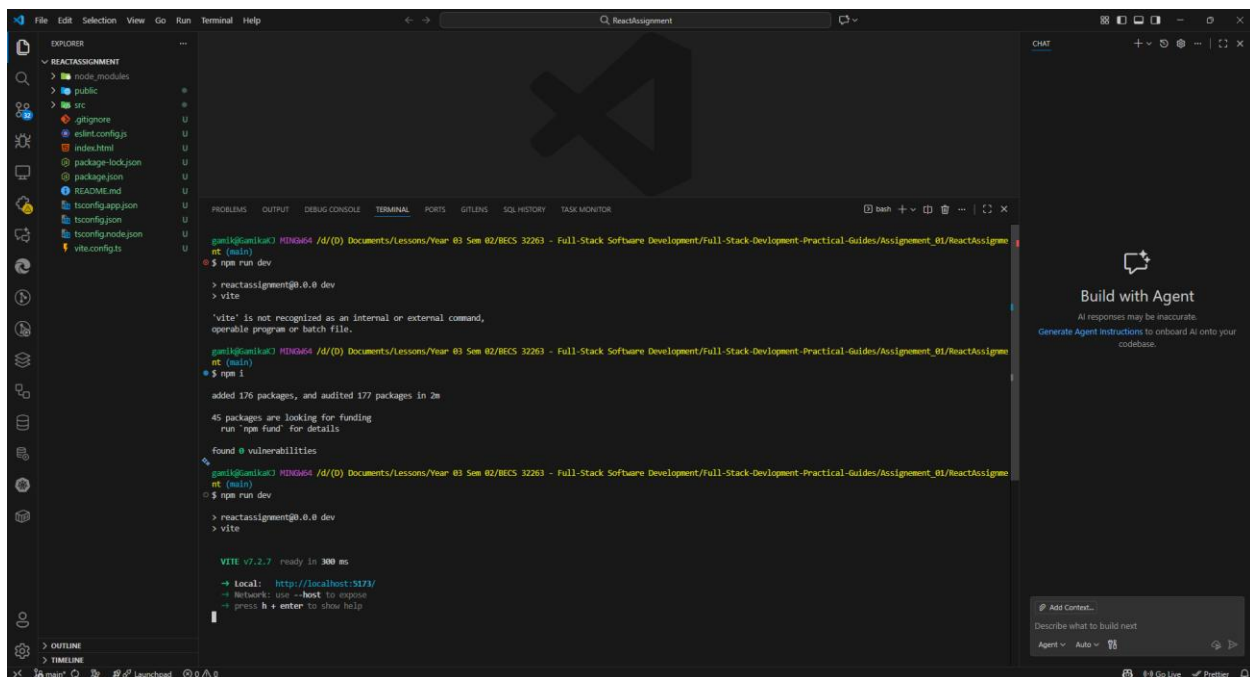 File Edit Selection View Go Run Terminal Help
ReactAssignment
EXPLORER
REACTASSIGNMENT
node_modules
public
src
.gitignore U
eslint.config.js U
index.html U
package-lock.json U
package.json U
README.md U
tsconfig.app.json U
tsconfig.json U
tsconfig.node.json U
vite.config.ts U
OUTLINE
TIMELINE
32
PROBLEMS OUTPUT DEBUG CONSOLE TERMINAL PORTS GITLENS SQL HISTORY TASK MONITOR
bash
gamik@GamikaKJ MINGW64 /d/(D) Documents/Lessons/Year 03 Sem 02/BECS 32263 - Full-Stack Software Development/Full-Stack-Devlopment-Practical-Guides/Assignement_01/ReactAssignme
nt (main)
$ npm run dev
> reactassignment@0.0.0 dev
> vite
'vite' is not recognized as an internal or external command,
operable program or batch file.
gamik@GamikaKJ MINGW64 /d/(D) Documents/Lessons/Year 03 Sem 02/BECS 32263 - Full-Stack Software Development/Full-Stack-Devlopment-Practical-Guides/Assignement_01/ReactAssignme
nt (main)
$ npm i
added 176 packages, and audited 177 packages in 2m
45 packages are looking for funding
run `npm fund` for details
found 0 vulnerabilities
gamik@GamikaKJ MINGW64 /d/(D) Documents/Lessons/Year 03 Sem 02/BECS 32263 - Full-Stack Software Development/Full-Stack-Devlopment-Practical-Guides/Assignement_01/ReactAssignme
nt (main)
$ npm run dev
> reactassignment@0.0.0 dev
> vite
VITE v7.2.7 ready in 300 ms
→ Local: http://localhost:5173/
→ Network: use --host to expose
→ press h + enter to show help
CHAT
Build with Agent
AI responses may be inaccurate.
Generate Agent Instructions to onboard AI onto your
codebase.
Add Context...
Describe what to build next
Agent Auto
main* Launchpad 0 0
Go Live Prettier